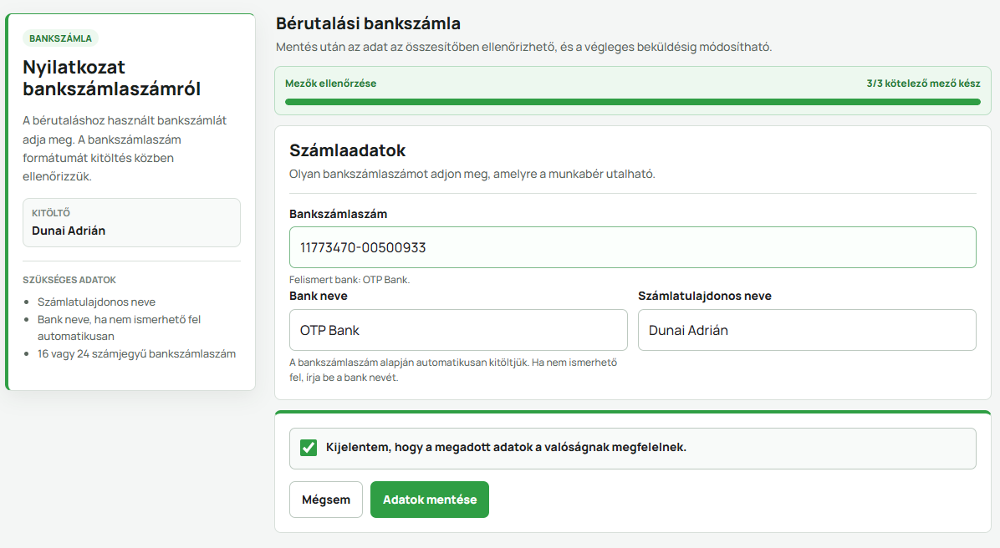 BANKSZÁMLA
Nyilatkozat
bankszámlaszámról
A bérutaláshoz használt bankszámlát
adja meg. A bankszámlaszám
formátumát kitöltés közben
ellenőrizzük.
KITÖLTŐ
Dunai Adrián
SZÜKSÉGES ADATOK
Számlatulajdonos neve
Bank neve, ha nem ismerhető fel
automatikusan
16 vagy 24 számjegyű bankszámlaszám
Bérutalási bankszámla
Mentés után az adat az összesítőben ellenőrizhető, és a végleges beküldésig módosítható.
Mezők ellenőrzése
3/3 kötelező mező kész
Számlaadatok
Olyan bankszámlaszámot adjon meg, amelyre a munkabér utalható.
Bankszámlaszám
11773470-00500933
Felismert bank: OTP Bank.
Bank neve
Számlatulajdonos neve
OTP Bank
Dunai Adrián
A bankszámlaszám alapján automatikusan kitöltjük. Ha nem ismerhető
fel, írja be a bank nevét.
Kijelentem, hogy a megadott adatok a valóságnak megfelelnek.
Mégsem
Adatok mentése